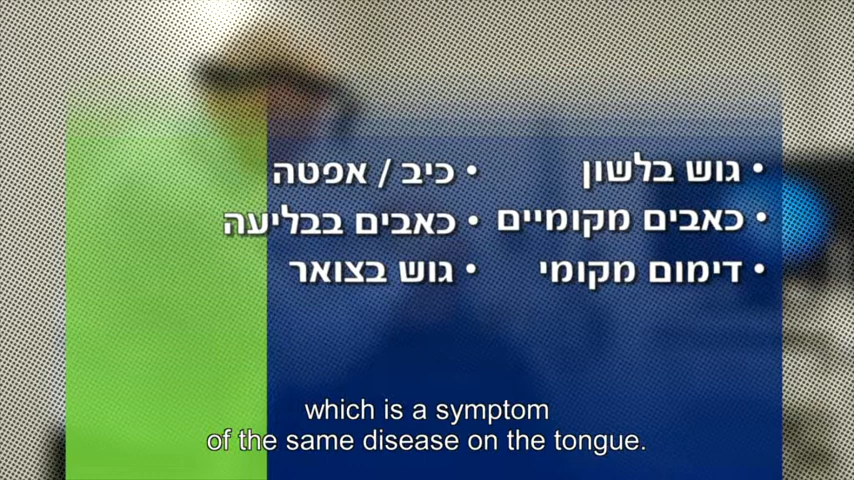 • גוש בלשון
• כאבים מקומיים
• דימום מקומי
• כיב / אפטה
• כאבים בבליעה
• גוש בצואר
which is a symptom
of the same disease on the tongue.